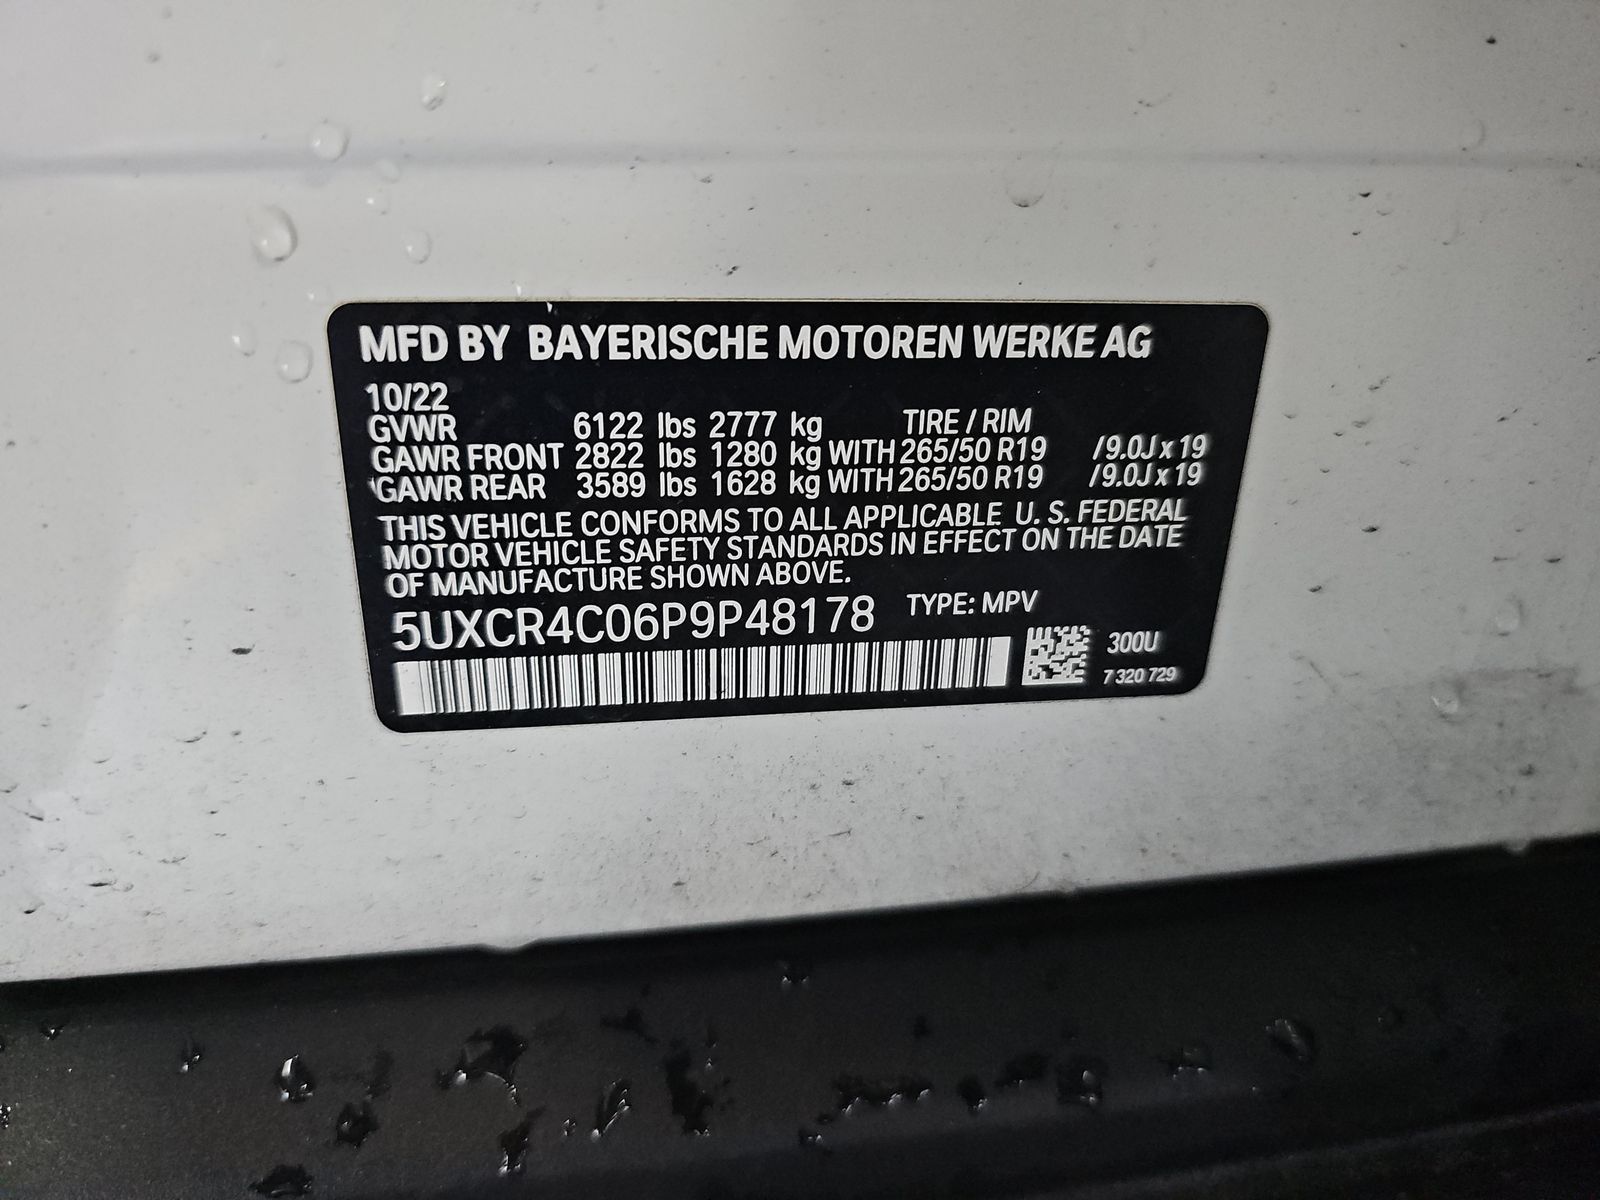 MFD BY BAYERISCHE MOTOREN WERKE AG
10/22
GVWR 6122 lbs 2777 kg TIRE / RIM
GAWR FRONT 2822 lbs 1280 kg WITH 265/50 R19 /9.0J x 19
GAWR REAR 3589 lbs 1628 kg WITH 265/50 R19 /9.0J x 19
THIS VEHICLE CONFORMS TO ALL APPLICABLE U. S. FEDERAL
MOTOR VEHICLE SAFETY STANDARDS IN EFFECT ON THE DATE
OF MANUFACTURE SHOWN ABOVE.
5UXCR4C06P9P48178 TYPE: MPV
300U
7 320 729